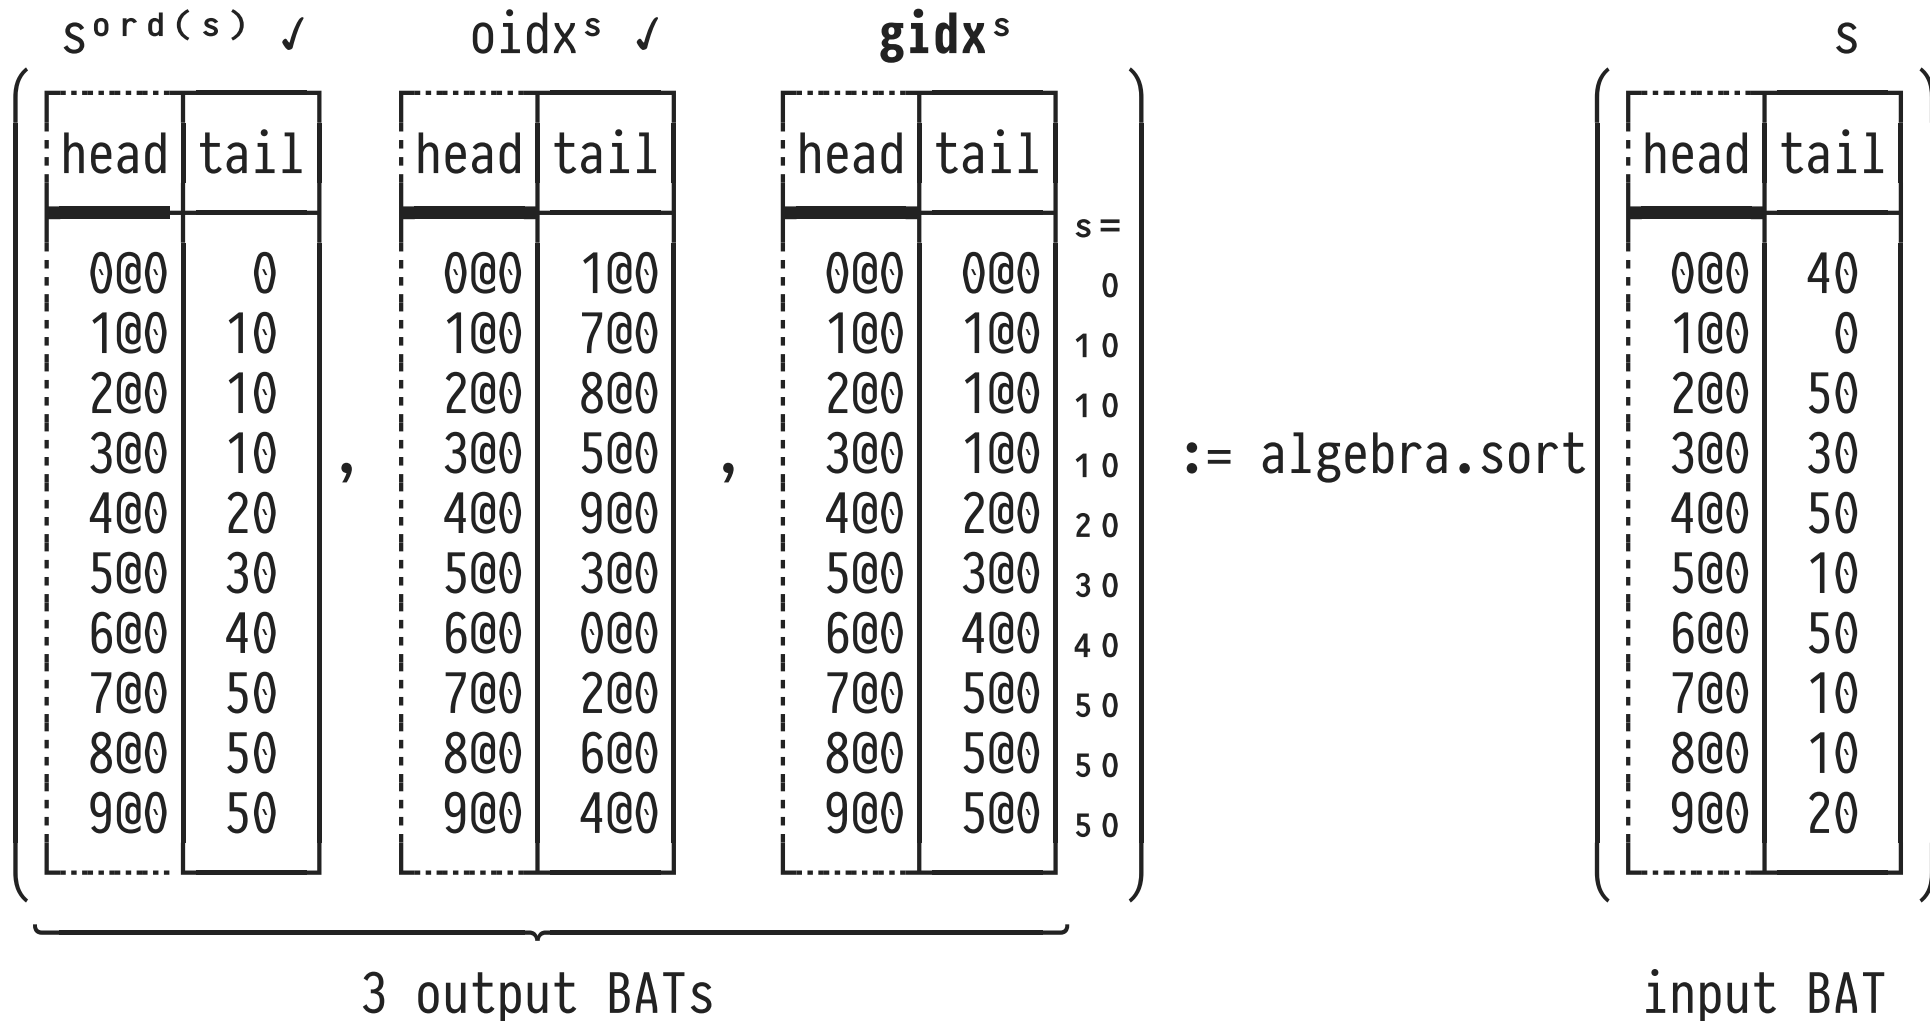 sᵒʳᵈ⁽ˢ⁾ ✓ oidxˢ ✓ gidxˢ s
head tail head tail head tail head tail
s=
0@0 0 0@0 1@0 0@0 0@0 0 0@0 40
1@0 10 1@0 7@0 1@0 1@0 10 1@0 0
2@0 10 2@0 8@0 2@0 1@0 10 2@0 50
3@0 10 , 3@0 5@0 , 3@0 1@0 10 := algebra.sort 3@0 30
4@0 20 4@0 9@0 4@0 2@0 20 4@0 50
5@0 30 5@0 3@0 5@0 3@0 30 5@0 10
6@0 40 6@0 0@0 6@0 4@0 40 6@0 50
7@0 50 7@0 2@0 7@0 5@0 50 7@0 10
8@0 50 8@0 6@0 8@0 5@0 50 8@0 10
9@0 50 9@0 4@0 9@0 5@0 50 9@0 20
3 output BATs input BAT